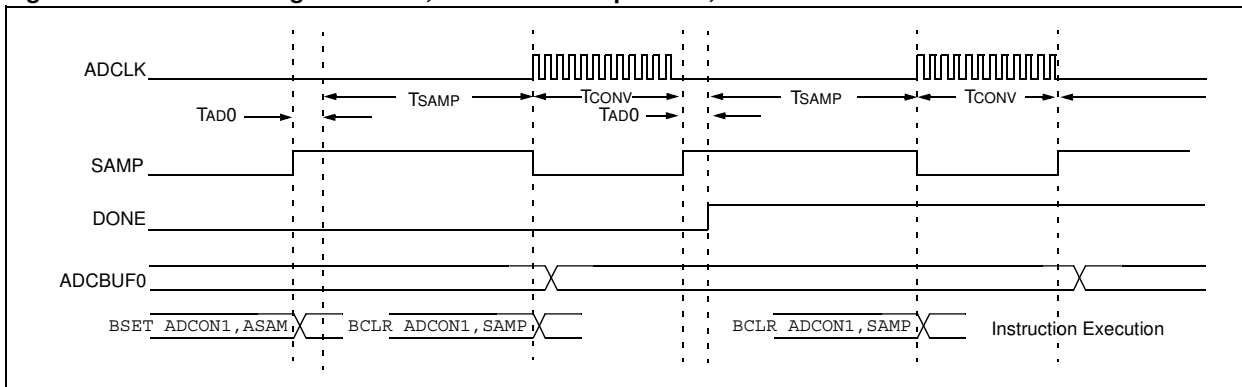 ADCLK
TSAMP TCONV TSAMP TCONV
TAD0 TAD0
SAMP
DONE
ADCBUF0
BSET ADCON1,ASAM BCLR ADCON1,SAMP BCLR ADCON1,SAMP Instruction Execution